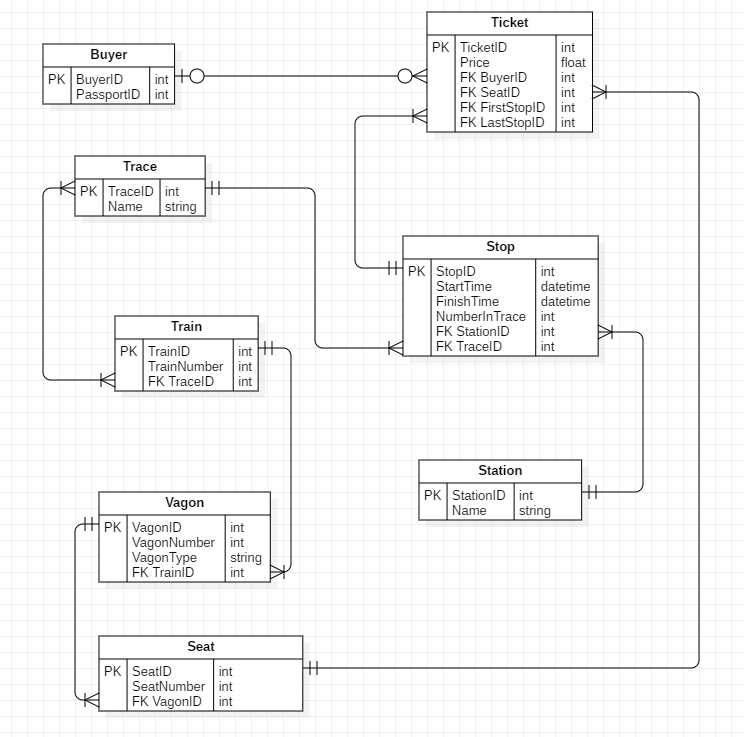 Ticket
PK TicketID int
Price float
FK BuyerID int
FK SeatID int
FK FirstStopID int
FK LastStopID int
Buyer
PK BuyerID int
PassportID int
Trace
PK TraceID int
Name string
Stop
PK StopID int
StartTime datetime
FinishTime datetime
NumberInTrace int
FK StationID int
FK TraceID int
Train
PK TrainID int
TrainNumber int
FK TraceID int
Station
PK StationID int
Name string
Vagon
PK VagonID int
VagonNumber int
VagonType string
FK TrainID int
Seat
PK SeatID int
SeatNumber int
FK VagonID int